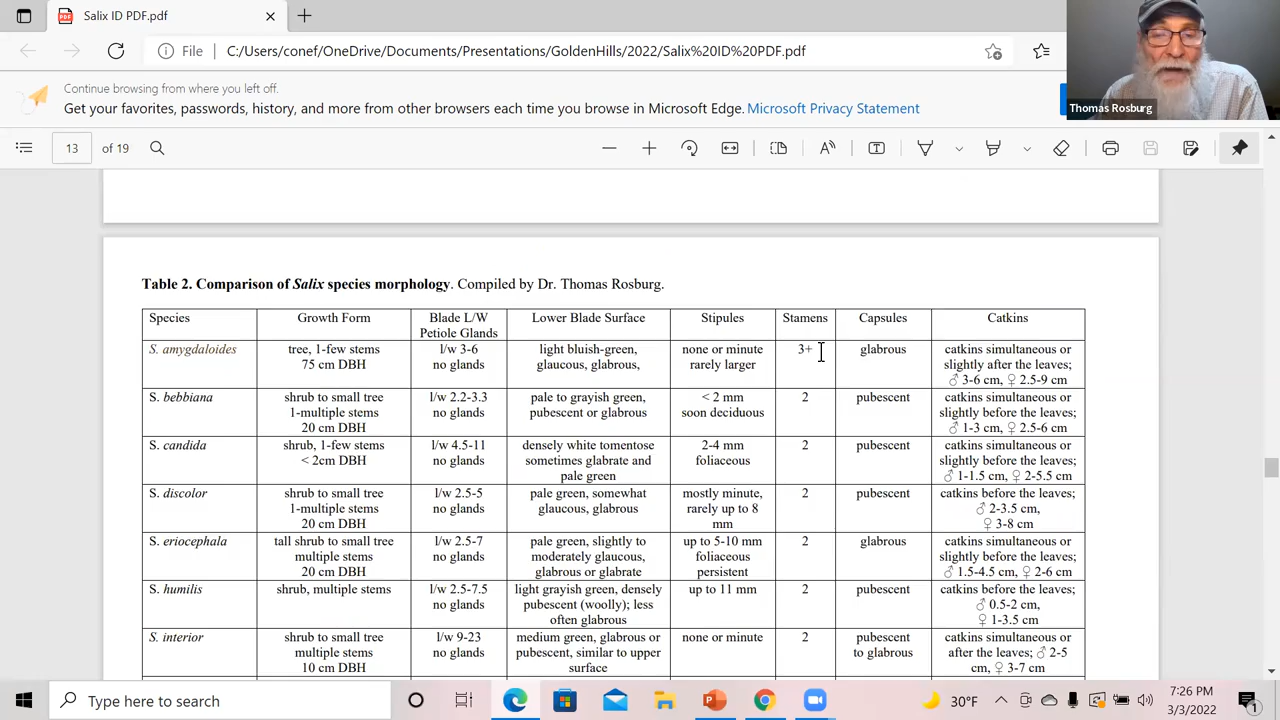 Salix ID PDF.pdf
File C:/Users/conef/OneDrive/Documents/Presentations/GoldenHills/2022/Salix%20ID%20PDF.pdf
Continue browsing from where you left off.
Get your favorites, passwords, history, and more from other browsers each time you browse in Microsoft Edge. Microsoft Privacy Statement
Thomas Rosburg
13 of 19
Table 2. Comparison of Salix species morphology. Compiled by Dr. Thomas Rosburg.
Species Growth Form Blade L/W Lower Blade Surface Stipules Stamens Capsules Catkins
Petiole Glands
S. amygdaloides tree, 1-few stems l/w 3-6 light bluish-green, none or minute 3+ glabrous catkins simultaneous or
75 cm DBH no glands glaucous, glabrous, rarely larger slightly after the leaves;
♂ 3-6 cm, ♀ 2.5-9 cm
S. bebbiana shrub to small tree l/w 2.2-3.3 pale to grayish green, < 2 mm 2 pubescent catkins simultaneous or
1-multiple stems no glands pubescent or glabrous soon deciduous slightly before the leaves;
20 cm DBH ♂ 1-3 cm, ♀ 2.5-6 cm
S. candida shrub, 1-few stems l/w 4.5-11 densely white tomentose 2-4 mm 2 pubescent catkins simultaneous or
< 2cm DBH no glands sometimes glabrate and foliaceous slightly before the leaves;
pale green ♂ 1-1.5 cm, ♀ 2-5.5 cm
S. discolor shrub to small tree l/w 2.5-5 pale green, somewhat mostly minute, 2 pubescent catkins before the leaves;
1-multiple stems no glands glaucous, glabrous rarely up to 8 ♂ 2-3.5 cm,
20 cm DBH mm ♀ 3-8 cm
S. eriocephala tall shrub to small tree l/w 2.5-7 pale green, slightly to up to 5-10 mm 2 glabrous catkins simultaneous or
multiple stems no glands moderately glaucous, foliaceous slightly before the leaves;
20 cm DBH glabrous or glabrate persistent ♂ 1.5-4.5 cm, ♀ 2-6 cm
S. humilis shrub, multiple stems l/w 2.5-7.5 light grayish green, densely up to 11 mm 2 pubescent catkins before the leaves;
no glands pubescent (woolly); less ♂ 0.5-2 cm,
often glabrous ♀ 1-3.5 cm
S. interior shrub to small tree l/w 9-23 medium green, glabrous or none or minute 2 pubescent catkins simultaneous or
multiple stems no glands pubescent, similar to upper to glabrous after the leaves; ♂ 2-5
10 cm DBH surface cm, ♀ 3-7 cm
Type here to search
30°F
7:26 PM
3/3/2022
1